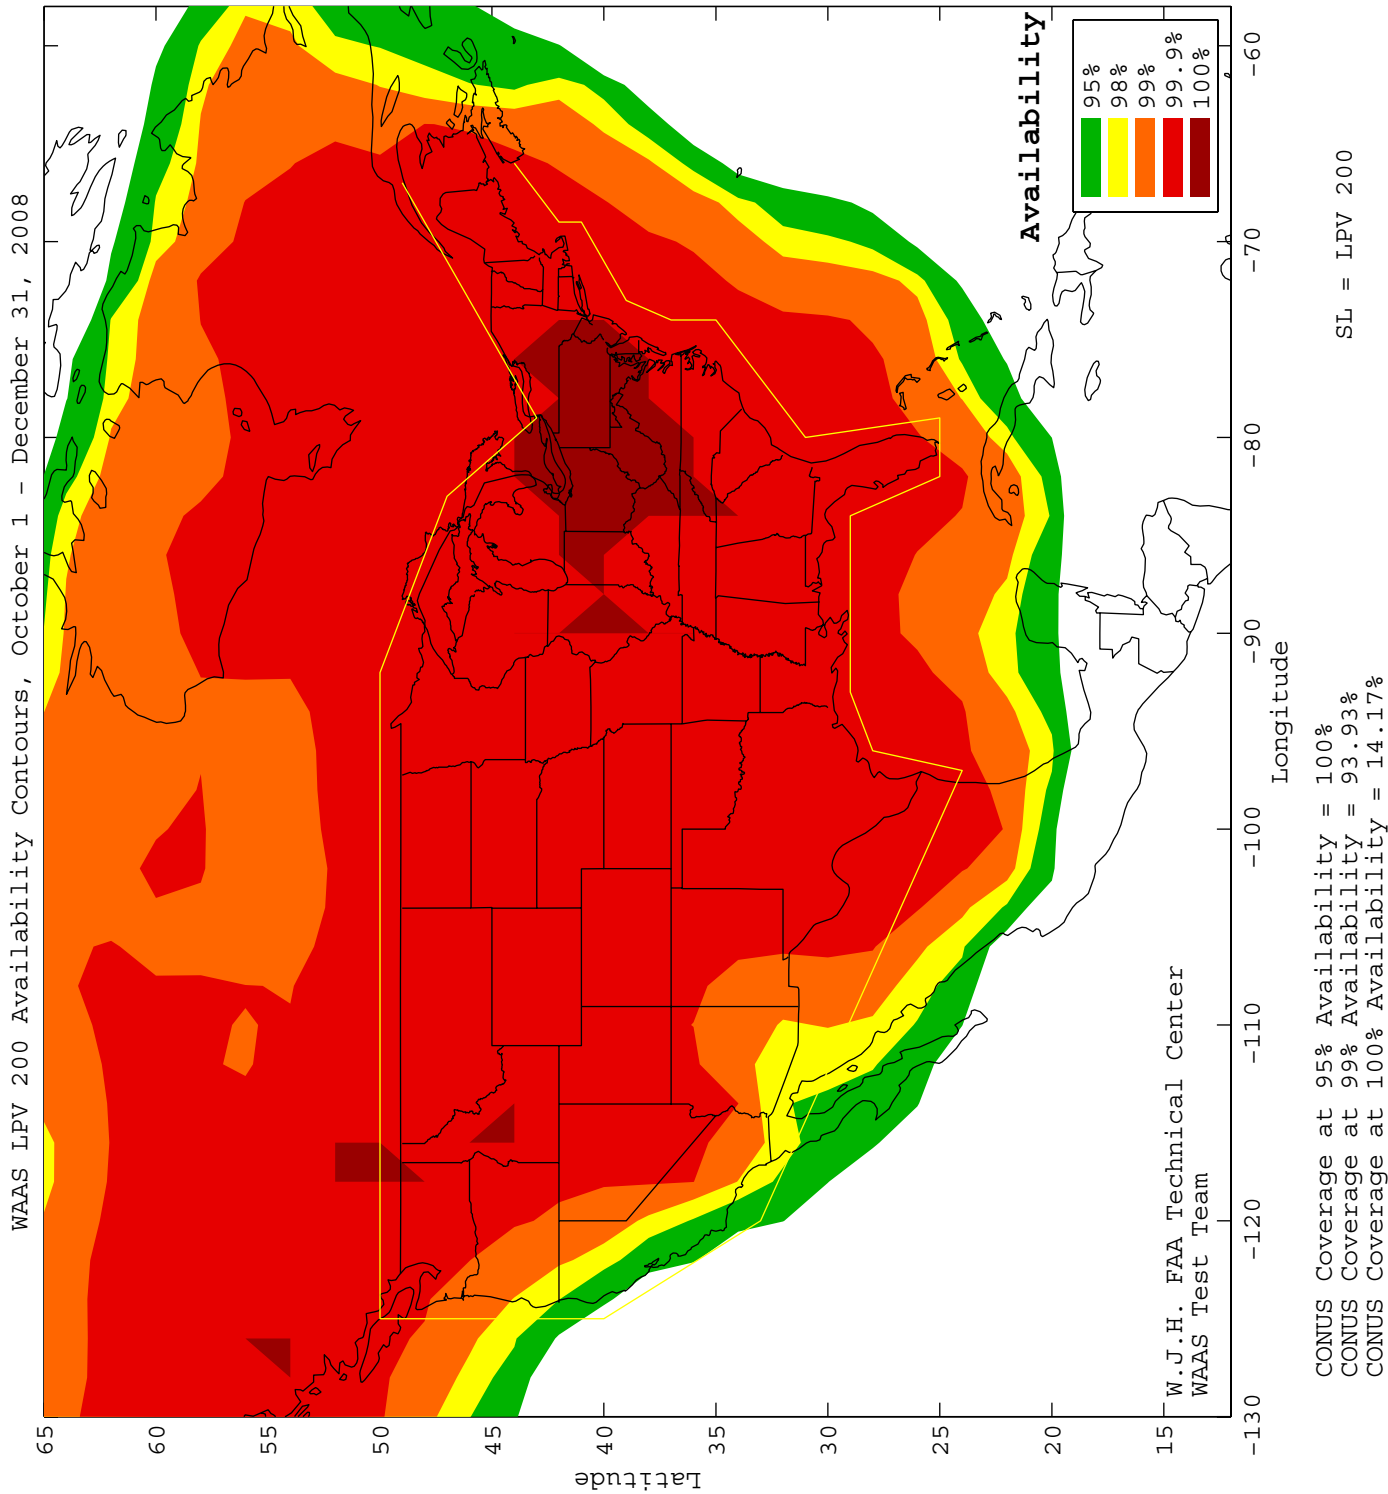 WAAS LPV 200 Availability Contours, October 1 - December 31, 2008
65
60
55
50
45
40
35
30
25
20
15
Latitude
-130
-120
-110
-100
-90
-80
-70
-60
Longitude
W.J.H. FAA Technical Center
WAAS Test Team
Availability
95%
98%
99%
99.9%
100%
CONUS Coverage at 95% Availability = 100%
CONUS Coverage at 99% Availability = 93.93%
CONUS Coverage at 100% Availability = 14.17%
SL = LPV 200